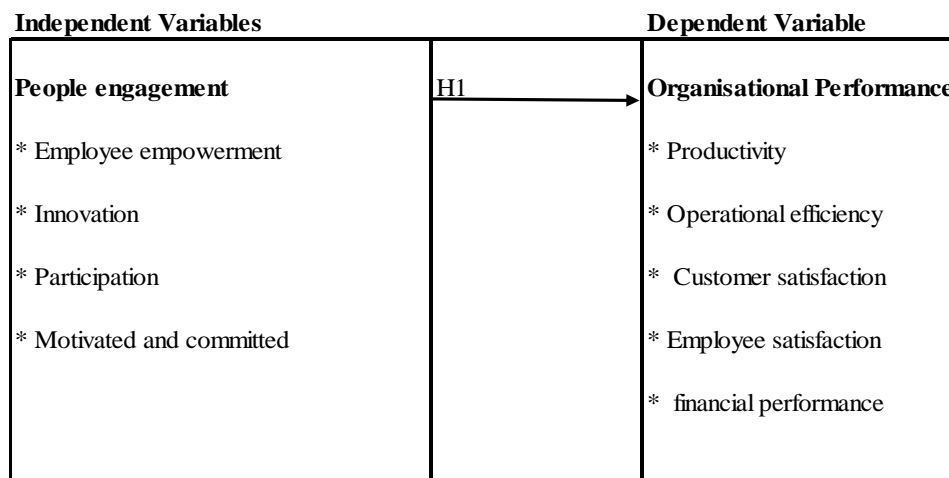 Independent Variables Dependent Variable
People engagement H1 Organisational Performance
* Employee empowerment * Productivity
* Innovation * Operational efficiency
* Participation * Customer satisfaction
* Motivated and committed * Employee satisfaction
* financial performance